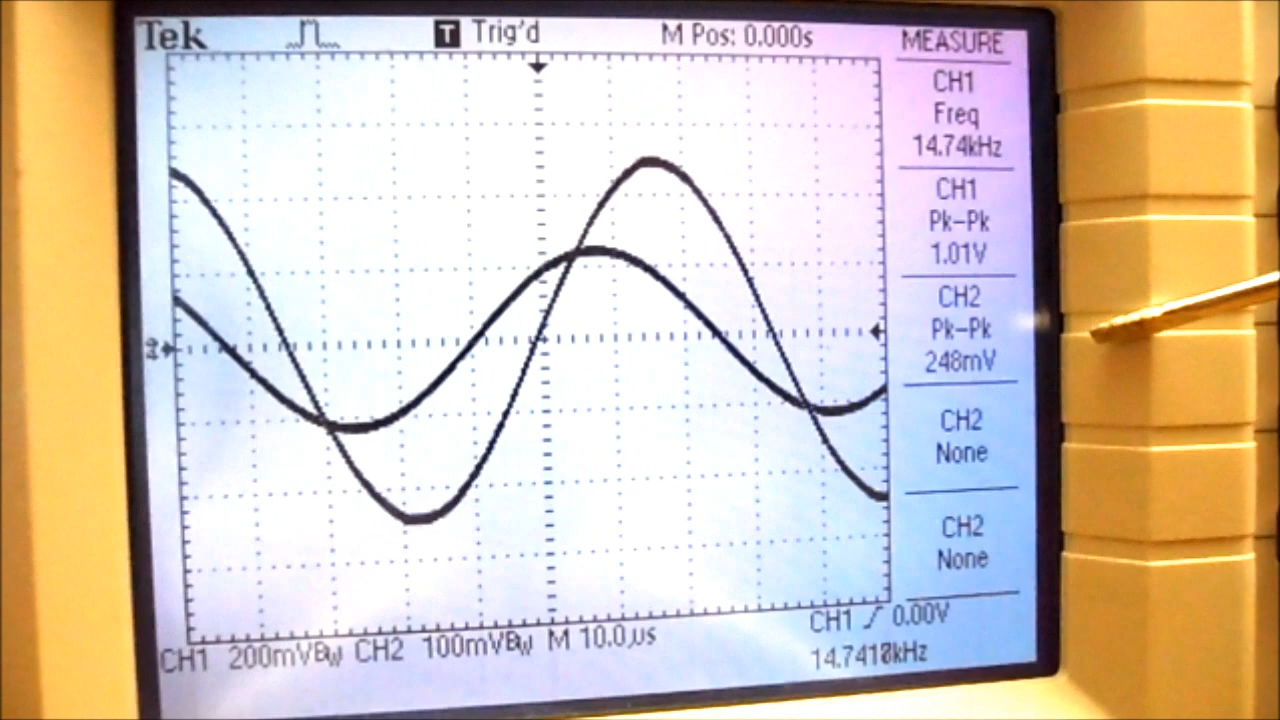 Tek T Trig'd M Pos: 0.000s MEASURE
CH1
Freq
14.74kHz
CH1
Pk-Pk
1.01V
CH2
Pk-Pk
248mV
CH2
None
CH2
None
CH1 200mVBW CH2 100mVBW M 10.0µs CH1 0.00V
14.7410kHz